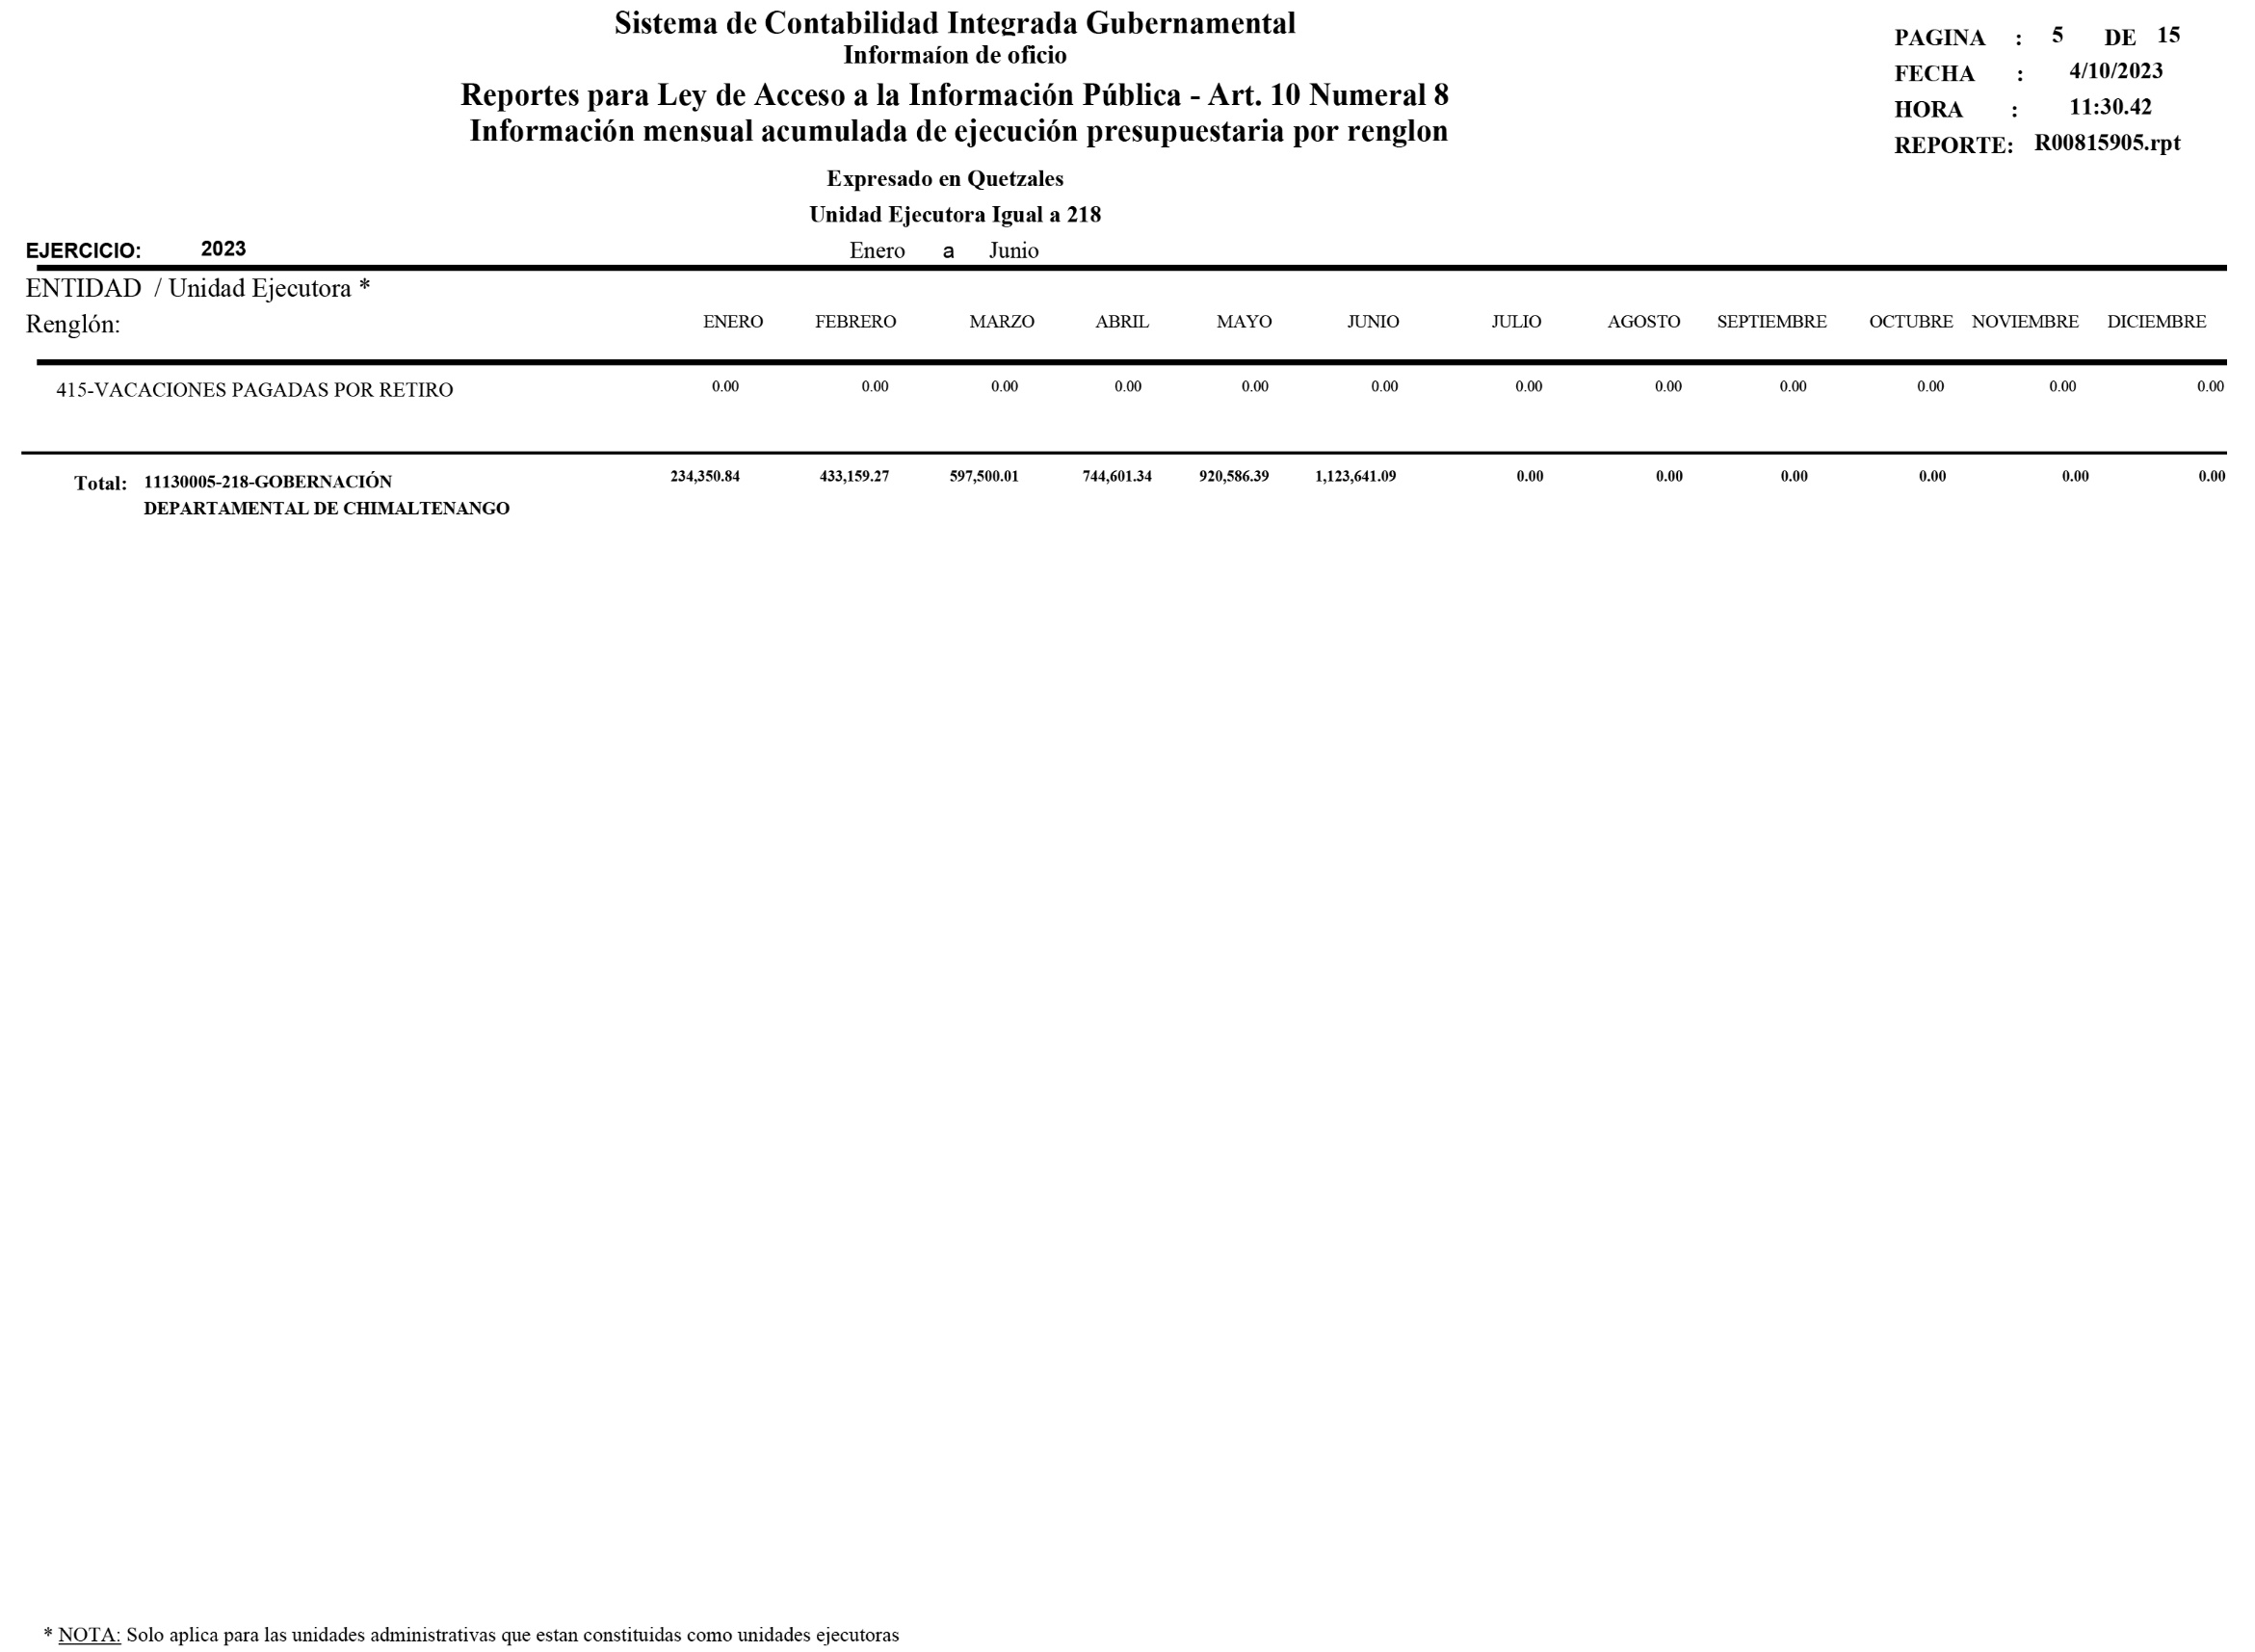 Sistema de Contabilidad Integrada Gubernamental
Informaíon de oficio
Reportes para Ley de Acceso a la Información Pública - Art. 10 Numeral 8
Información mensual acumulada de ejecución presupuestaria por renglon
Expresado en Quetzales
Unidad Ejecutora Igual a 218
PAGINA : 5 DE 15
FECHA : 4/10/2023
HORA : 11:30.42
REPORTE: R00815905.rpt
EJERCICIO: 2023 Enero a Junio
ENTIDAD / Unidad Ejecutora *
Renglón: ENERO FEBRERO MARZO ABRIL MAYO JUNIO JULIO AGOSTO SEPTIEMBRE OCTUBRE NOVIEMBRE DICIEMBRE
415-VACACIONES PAGADAS POR RETIRO 0.00 0.00 0.00 0.00 0.00 0.00 0.00 0.00 0.00 0.00 0.00 0.00
Total: 11130005-218-GOBERNACIÓN 234,350.84 433,159.27 597,500.01 744,601.34 920,586.39 1,123,641.09 0.00 0.00 0.00 0.00 0.00 0.00
DEPARTAMENTAL DE CHIMALTENANGO
* NOTA: Solo aplica para las unidades administrativas que estan constituidas como unidades ejecutoras